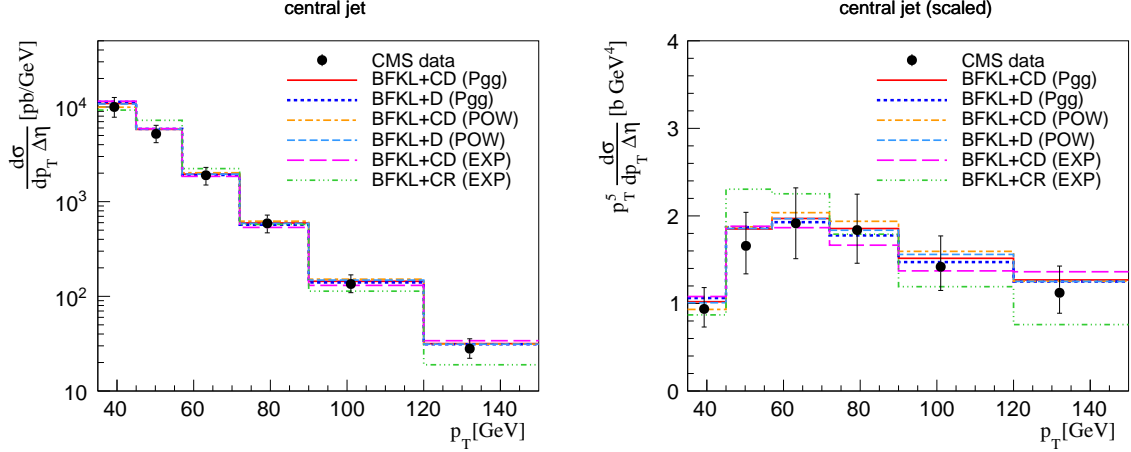 central jet
dσ
dp_T Δη [pb/GeV]
10^4
10^3
10^2
10
CMS data
BFKL+CD (Pgg)
BFKL+D (Pgg)
BFKL+CD (POW)
BFKL+D (POW)
BFKL+CD (EXP)
BFKL+CR (EXP)
40 60 80 100 120 140
p_T[GeV]
central jet (scaled)
p_T^5 dσ
dp_T Δη [b GeV^4]
4
3
2
1
0
CMS data
BFKL+CD (Pgg)
BFKL+D (Pgg)
BFKL+CD (POW)
BFKL+D (POW)
BFKL+CD (EXP)
BFKL+CR (EXP)
40 60 80 100 120 140
p_T[GeV]